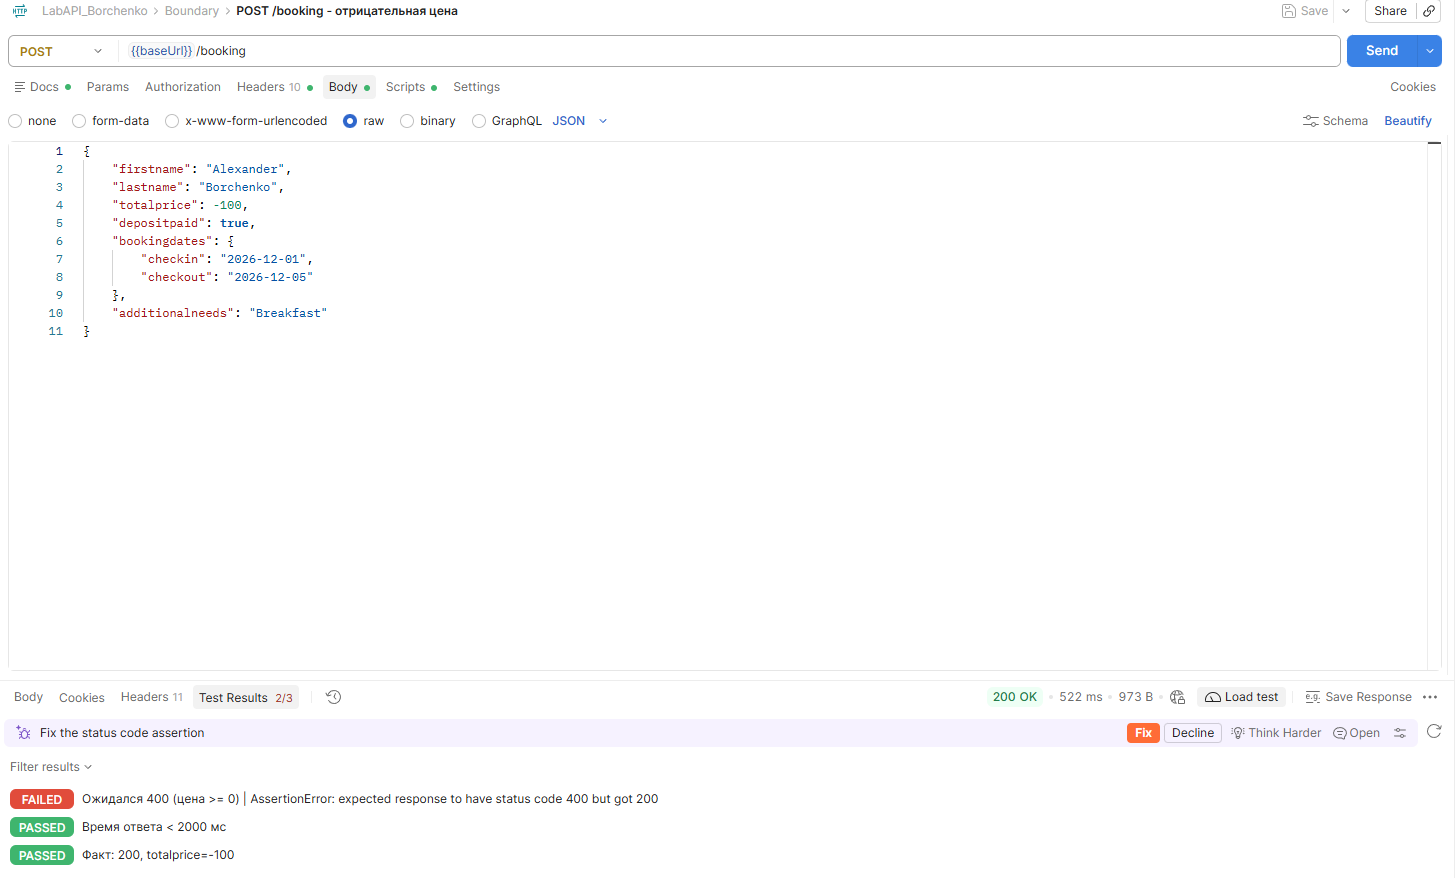 HTTP LabAPI_Borchenko > Boundary > POST /booking - отрицательная цена
Save
Share
POST
{{baseUrl}} /booking
Send
Docs
Params
Authorization
Headers 10
Body
Scripts
Settings
Cookies
none
form-data
x-www-form-urlencoded
raw
binary
GraphQL
JSON
Schema
Beautify
1 {
2 "firstname": "Alexander",
3 "lastname": "Borchenko",
4 "totalprice": -100,
5 "depositpaid": true,
6 "bookingdates": {
7 "checkin": "2026-12-01",
8 "checkout": "2026-12-05"
9 },
10 "additionalneeds": "Breakfast"
11 }
Body
Cookies
Headers 11
Test Results 2/3
200 OK • 522 ms • 973 B
Load test
e.g. Save Response
Fix the status code assertion
Fix
Decline
Think Harder
Open
Filter results
FAILED Ожидался 400 (цена >= 0) | AssertionError: expected response to have status code 400 but got 200
PASSED Время ответа < 2000 мс
PASSED Факт: 200, totalprice=-100